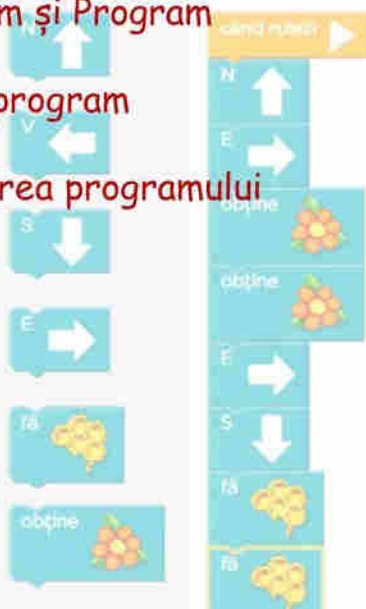 m și Program
când rulezi
N
N
program
V
E
rea programului
obține
S
obține
E
E
S
fă
fă
obține
fă